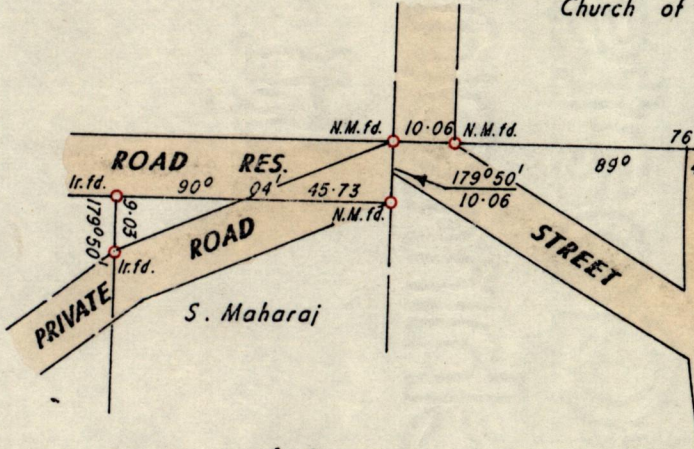 Church of
N.M.fd. 10·06 N.M.fd.
76
ROAD RES.
89°
179°50'
10·06
Ir.fd.
90° 04' 45·73
N.M.fd.
179°50'
9·03
Ir.fd.
ROAD
STREET
PRIVATE
S. Maharaj